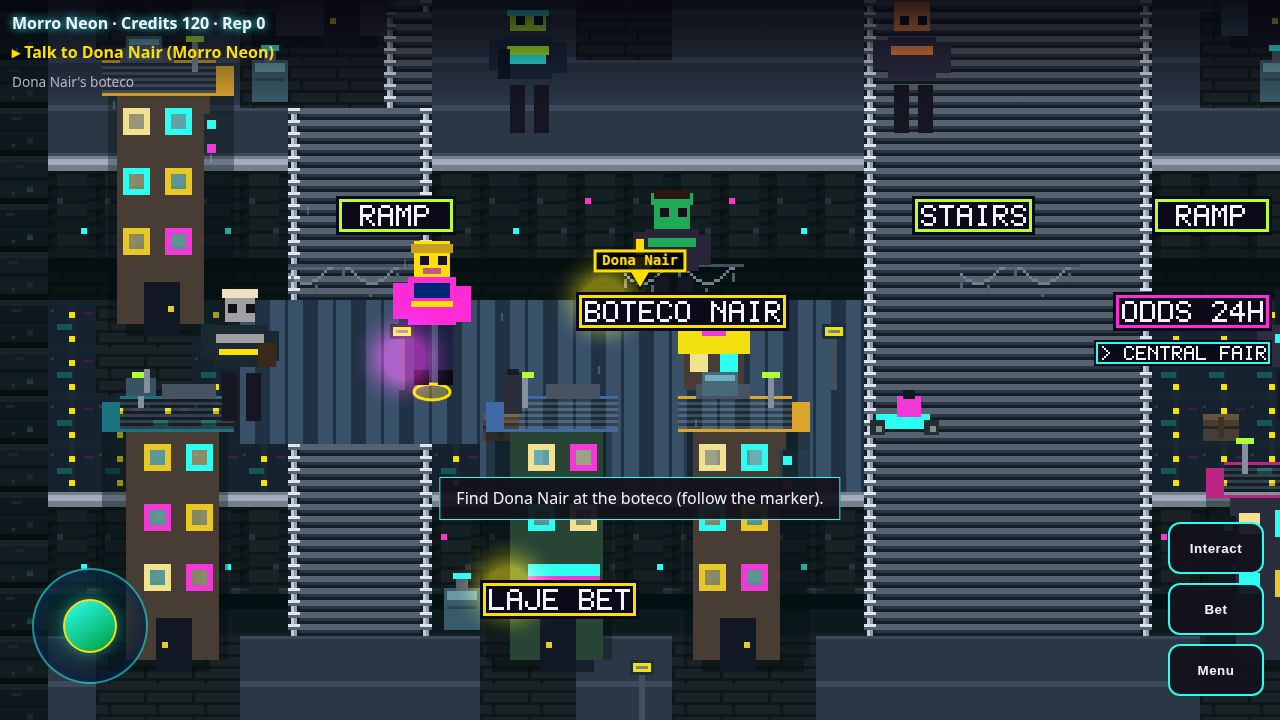 Morro Neon · Credits 120 · Rep 0
▸ Talk to Dona Nair (Morro Neon)
Dona Nair's boteco
RAMP
STAIRS
RAMP
Dona Nair
BOTECO NAIR
ODDS 24H
> CENTRAL FAIR
Find Dona Nair at the boteco (follow the marker).
Interact
LAJE BET
Bet
Menu